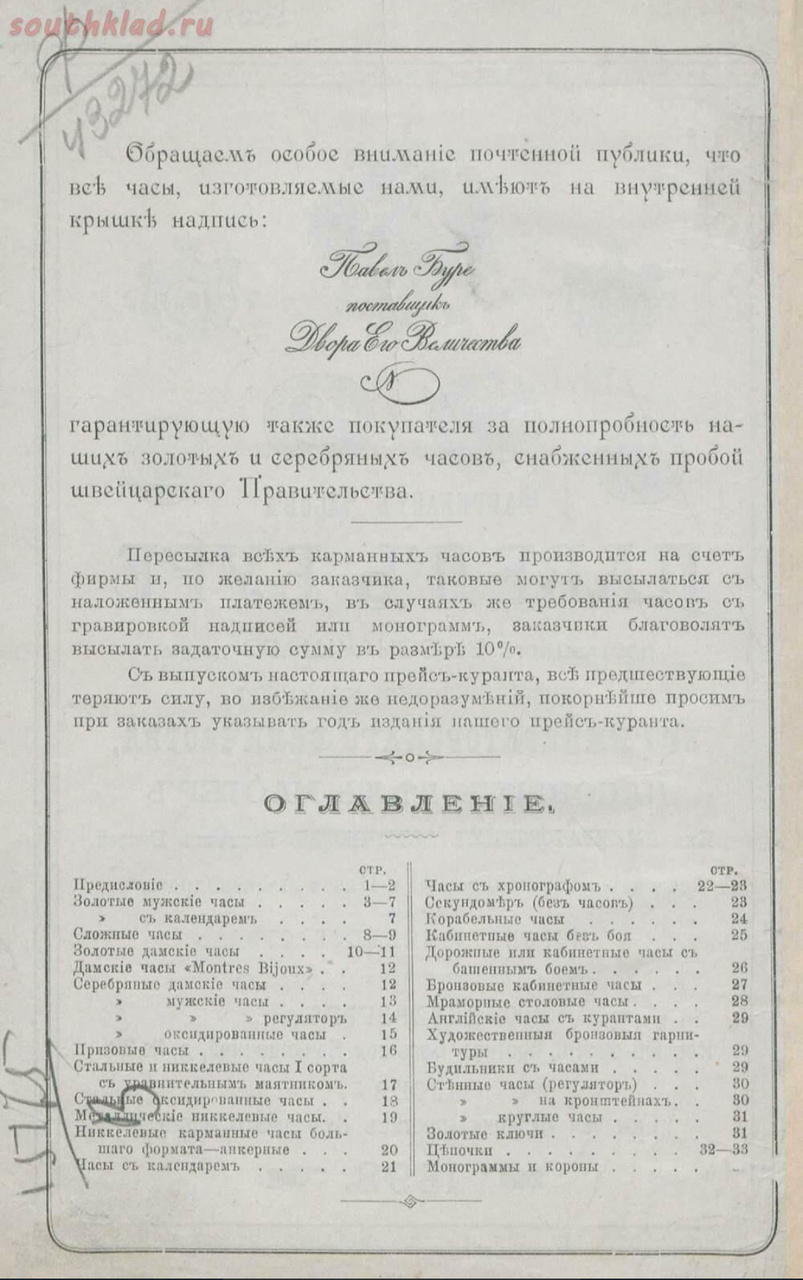 southklad.ru
43272
Обращаемъ особое вниманіе почтенной публики, что
всѣ часы, изготовляемые нами, имѣютъ на внутренней
крышкѣ надпись:
Павелъ Буре
поставщикъ
Двора Его Величества
N
гарантирующую также покупателя за полнопробность на-
шихъ золотыхъ и серебряныхъ часовъ, снабженныхъ пробой
швейцарскаго Правительства.
Пересылка всѣхъ карманныхъ часовъ производится на счетъ
фирмы и, по желанію заказчика, таковые могутъ высылаться съ
наложеннымъ платежемъ, въ случаяхъ же требованія часовъ съ
гравировкой надписей или монограммъ, заказчики благоволятъ
высылать задаточную сумму въ размѣрѣ 10%.
Съ выпускомъ настоящаго прейсъ-куранта, всѣ предшествующіе
теряютъ силу, во избѣжаніе же недоразумѣній, покорнѣйше просимъ
при заказахъ указывать годъ изданія нашего прейсъ-куранта.
ОГЛАВЛЕНІЕ.
СТР.
Предисловіе . . . . . . . . . 1—2
Золотые мужскіе часы . . . . . 3—7
» съ календаремъ . . . . 7
Сложные часы . . . . . . . . 8—9
Золотые дамскіе часы . . . . 10—11
Дамскіе часы «Montres Bijoux» . . 12
Серебряные дамскіе часы . . . . 12
» мужскіе часы . . . . 13
» » » регуляторъ 14
» оксидированные часы . 15
Призовые часы . . . . . . . . 16
Стальные и никкелевые часы I сорта
съ уравнительнымъ маятникомъ. 17
Стальные оксидированные часы . . 18
Металлическіе никкелевые часы. . 19
Никкелевые карманные часы боль-
шаго формата—анкерные . . . 20
Часы съ календаремъ . . . . . 21
СТР.
Часы съ хронографомъ . . . . 22—23
Секундомѣръ (безъ часовъ) . . . 23
Корабельные часы . . . . . . 24
Кабинетные часы безъ боя . . . 25
Дорожные или кабинетные часы съ
башеннымъ боемъ. . . . . . 26
Бронзовые кабинетные часы . . . 27
Мраморные столовые часы. . . . 28
Англійскіе часы съ курантами . . 29
Художественныя бронзовыя гарни-
туры . . . . . . . . . . 29
Будильники съ часами . . . . . 29
Стѣнные часы (регуляторъ) . . . 30
» » на кронштейнахъ. . 30
» круглые часы . . . . . 31
Золотые ключи . . . . . . . . 31
Цѣпочки . . . . . . . . . . 32—33
Монограммы и короны . . . . .